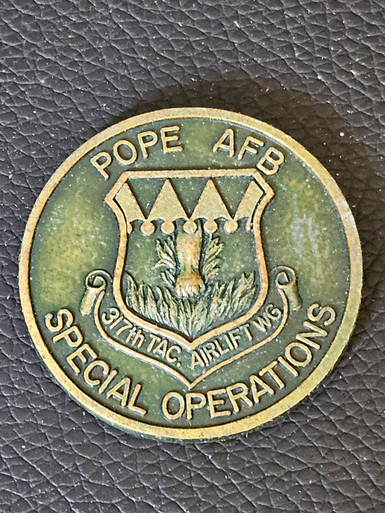 POPE AFB
317th TAC. AIRLIFT WG
SPECIAL OPERATIONS